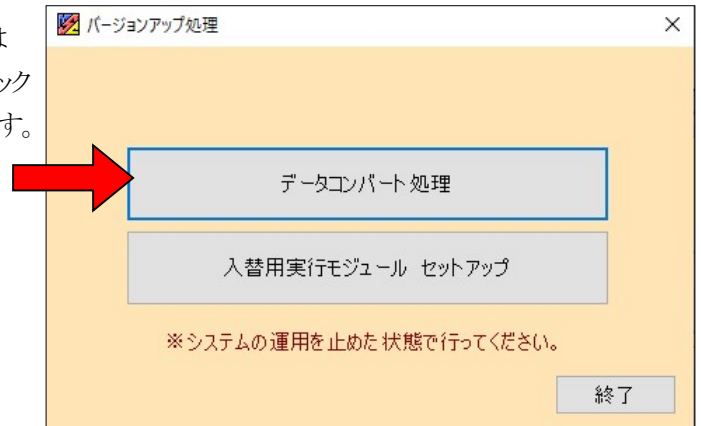 は
ック
す。
バージョンアップ処理
データコンバート処理
入替用実行モジュール セットアップ
※システムの運用を止めた状態で行ってください。
終了